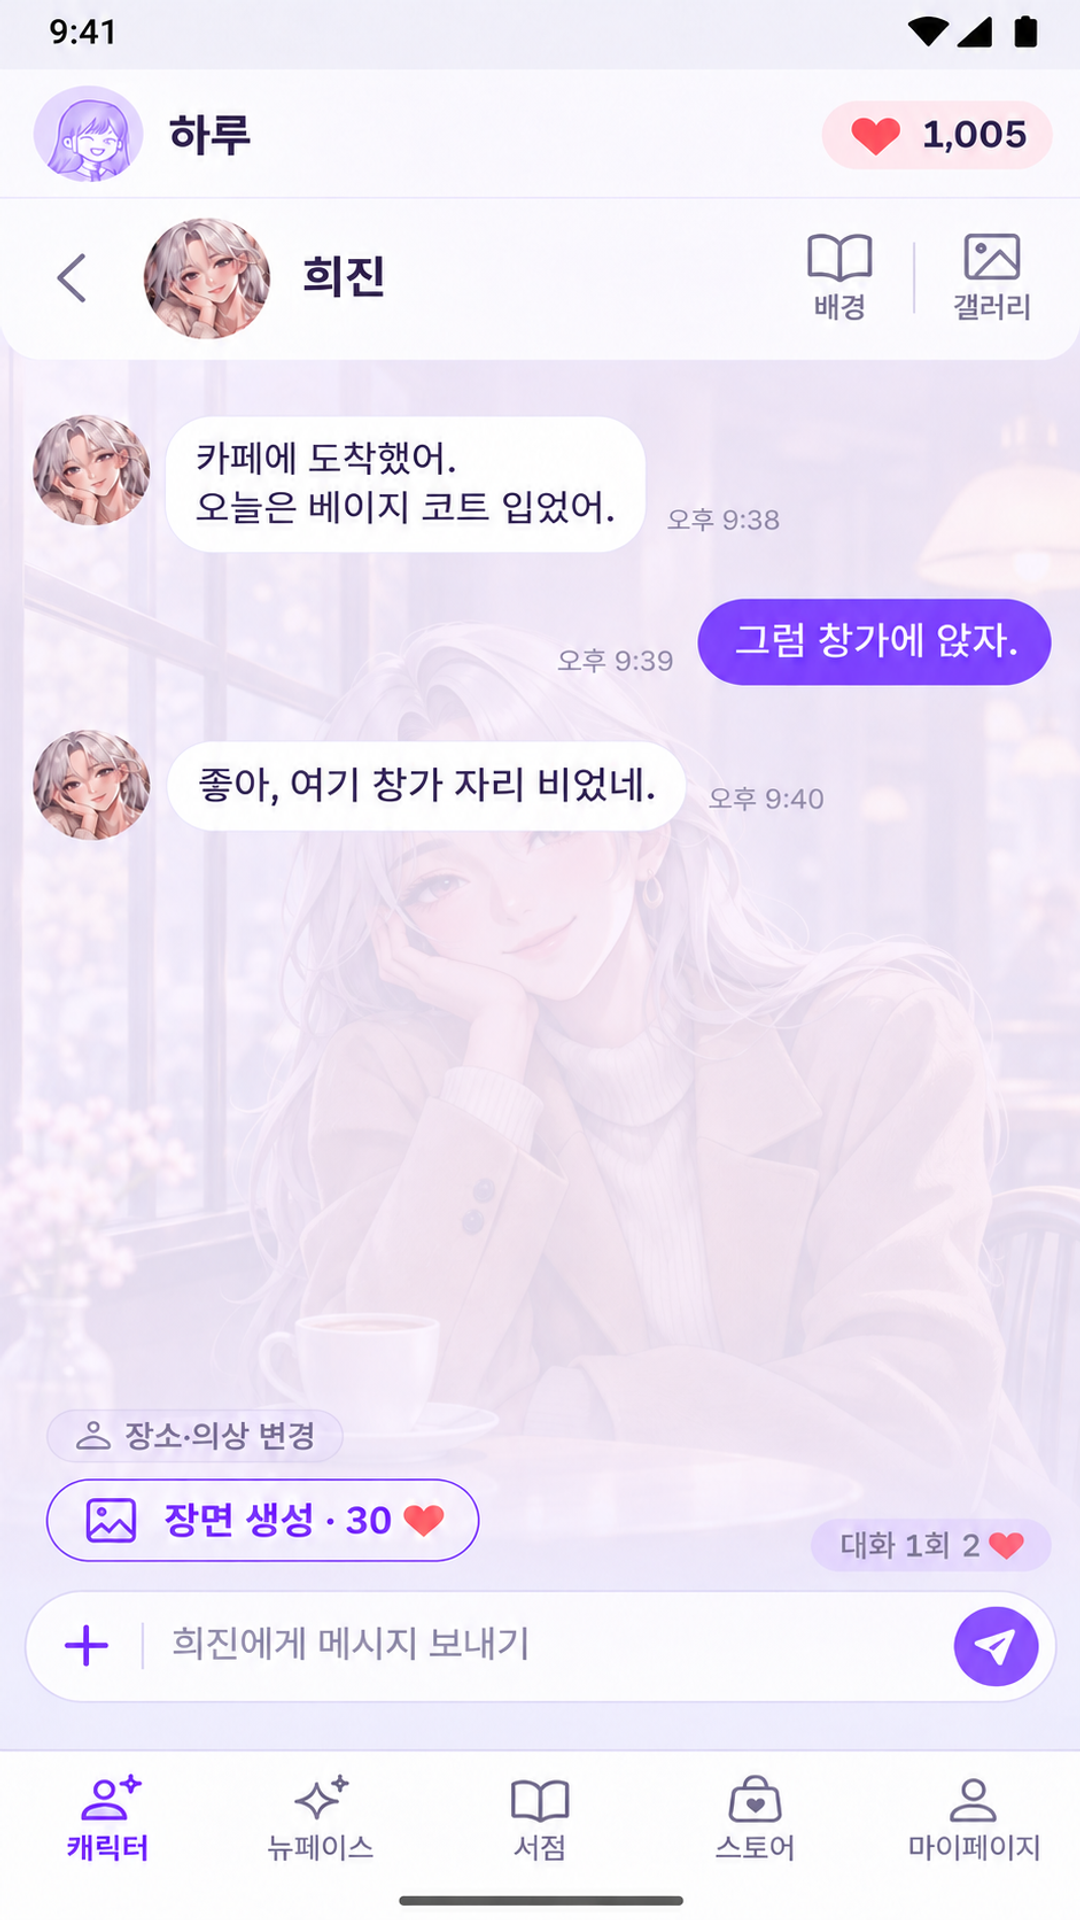 9:41
하루
1,005
희진
배경
갤러리
카페에 도착했어.
오늘은 베이지 코트 입었어.
오후 9:38
그럼 창가에 앉자.
오후 9:39
좋아, 여기 창가 자리 비었네.
오후 9:40
장소·의상 변경
장면 생성 · 30
대화 1회 2
희진에게 메시지 보내기
캐릭터
뉴페이스
서점
스토어
마이페이지